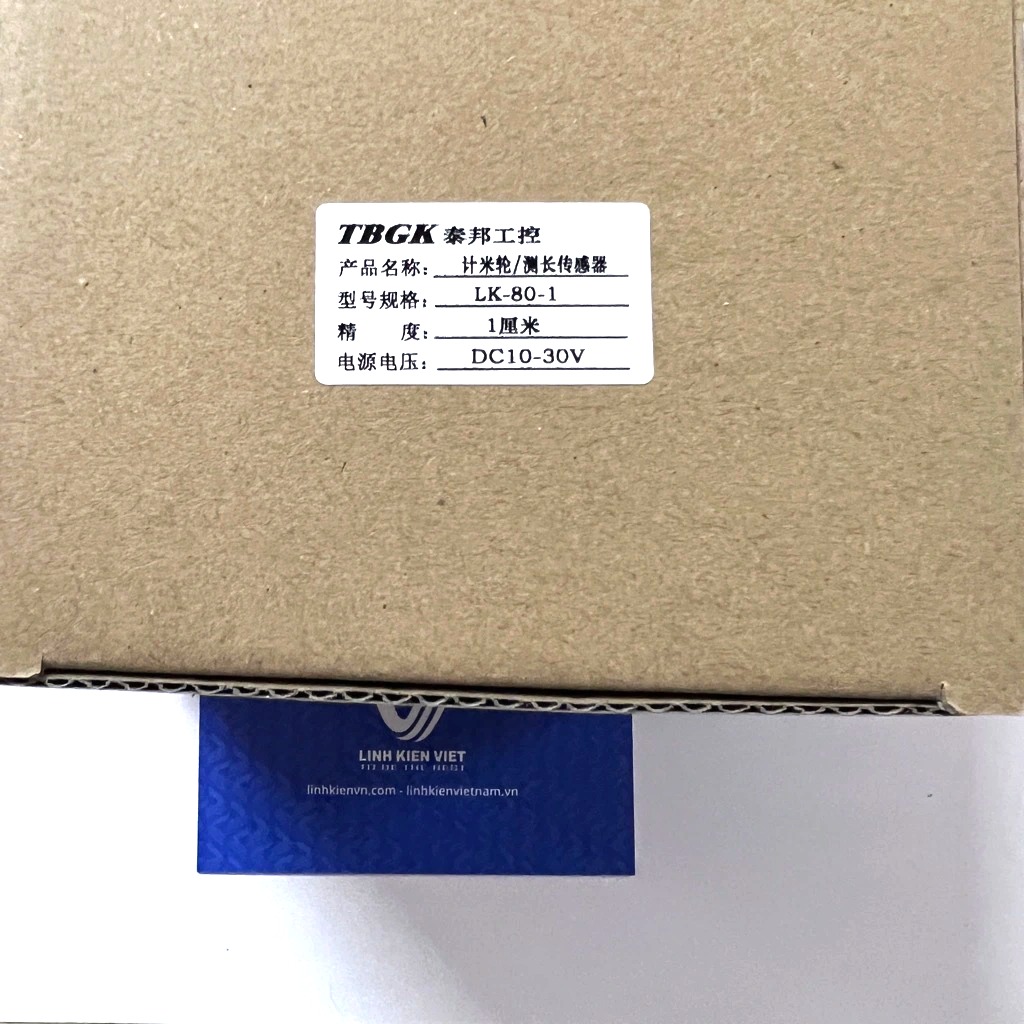 TBGK 泰邦工控
产品名称: 计米轮/测长传感器
型号规格: LK-80-1
精 度: 1厘米
电源电压: DC10-30V
LINH KIEN VIET
linhkienvn.com - linhkienvietnam.vn